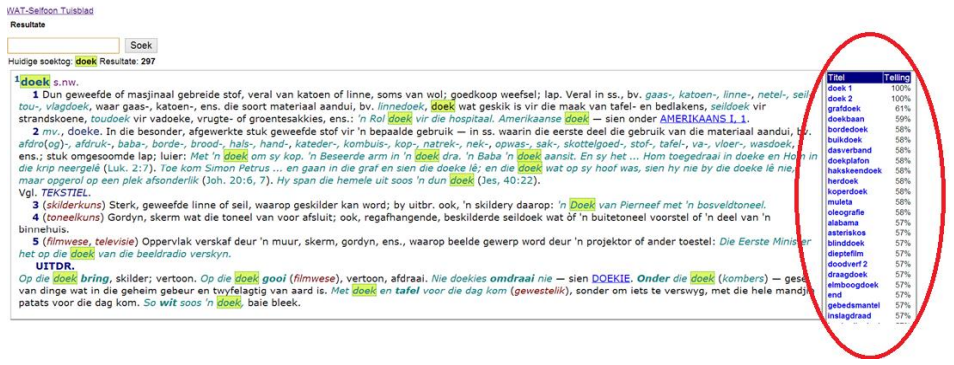 WAT-Selfoon Tuisblad
Resultate
Soek
Huidige soektog: doek Resultate: 297
1doek s.nw.
1 Dun geweefde of masjinaal gebreide stof, veral van katoen of linne, soms van wol; goedkoop weefsel; lap. Veral in ss., bv. gaas-, katoen-, linne-, netel-, seil-
tou-, vlagdoek, waar gaas-, katoen-, ens. die soort materiaal aandui, bv. linnedoek, doek wat geskik is vir die maak van tafel- en bedlakens, seildoek vir
strandskoene, toudoek vir vadoeke, vrugte- of groentesakkies, ens.: 'n Rol doek vir die hospitaal. Amerikaanse doek — sien onder AMERIKAANS I, 1.
2 mv., doeke. In die besonder, afgewerkte stuk geweefde stof vir 'n bepaalde gebruik — in ss. waarin die eerste deel die gebruik van die materiaal aandui, bv.
afdro(og)-, afdruk-, baba-, borde-, brood-, hals-, hand-, kateder-, kombuis-, kop-, natrek-, nek-, opwas-, sak-, skottelgoed-, stof-, tafel-, va-, vloer-, wasdoek,
ens.; stuk omgesoomde lap; luier: Met 'n doek om sy kop. 'n Beseerde arm in 'n doek dra. 'n Baba 'n doek aansit. En sy het ... Hom toegedraai in doeke en Hom in
die krip neergelê (Luk. 2:7). Toe kom Simon Petrus ... en gaan in die graf en sien die doeke lê; en die doek wat op sy hoof was, sien hy nie by die doeke lê nie,
maar opgerol op een plek afsonderlik (Joh. 20:6, 7). Hy span die hemele uit soos 'n dun doek (Jes, 40:22).
Vgl. TEKSTIEL.
3 (skilderkuns) Sterk, geweefde linne of seil, waarop geskilder kan word; by uitbr. ook, 'n skildery daarop: 'n Doek van Pierneef met 'n bosveldtoneel.
4 (toneelkuns) Gordyn, skerm wat die toneel van voor afsluit; ook, regafhangende, beskilderde seildoek wat òf 'n buitetoneel voorstel of 'n deel van 'n
binnehuis.
5 (filmwese, televisie) Oppervlak verskaf deur 'n muur, skerm, gordyn, ens., waarop beelde gewerp word deur 'n projektor of ander toestel: Die Eerste Minister
het op die doek van die beeldradio verskyn.
UITDR.
Op die doek bring, skilder; vertoon. Op die doek gooi (filmwese), vertoon, afdraai. Nie doekies omdraai nie — sien DOEKIE. Onder die doek (kombers) — gesê
van dinge wat in die geheim gebeur en twyfelagtig van aard is. Met doek en tafel voor die dag kom (gewestelik), sonder om iets te verswyg, met die hele mandjie
patats voor die dag kom. So wit soos 'n doek, baie bleek.
Titel Telling
doek 1 100%
doek 2 100%
grafdoek 61%
doekbaan 59%
bordedoek 58%
buikdoek 58%
dasverband 58%
doekplafon 58%
hakskeendoek 58%
herdoek 58%
koperdoek 58%
muleta 58%
oleografie 58%
alabama 57%
asteriskos 57%
blinddoek 57%
dieptefilm 57%
doodverf 2 57%
draagdoek 57%
elmboogdoek 57%
end 57%
gebedsmantel 57%
inslagdraad 57%